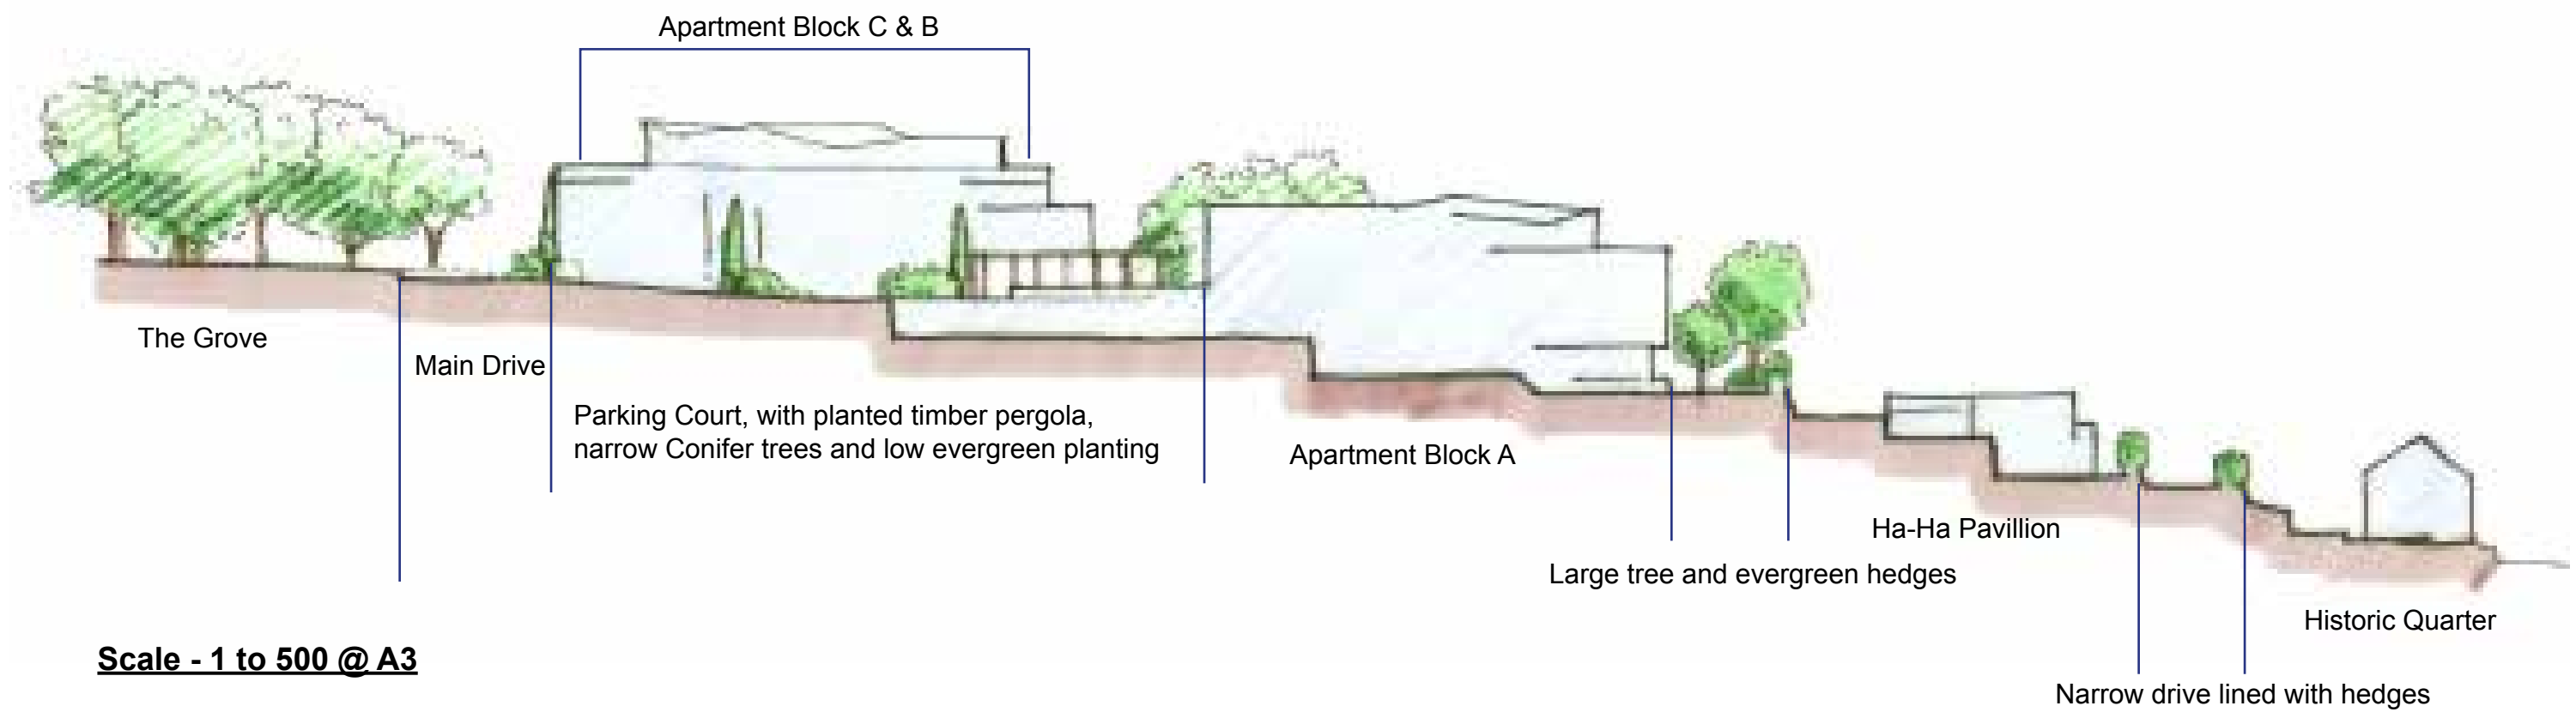 Apartment Block C & B
The Grove
Main Drive
Parking Court, with planted timber pergola,
narrow Conifer trees and low evergreen planting
Apartment Block A
Ha-Ha Pavillion
Large tree and evergreen hedges
Historic Quarter
Scale - 1 to 500 @ A3
Narrow drive lined with hedges